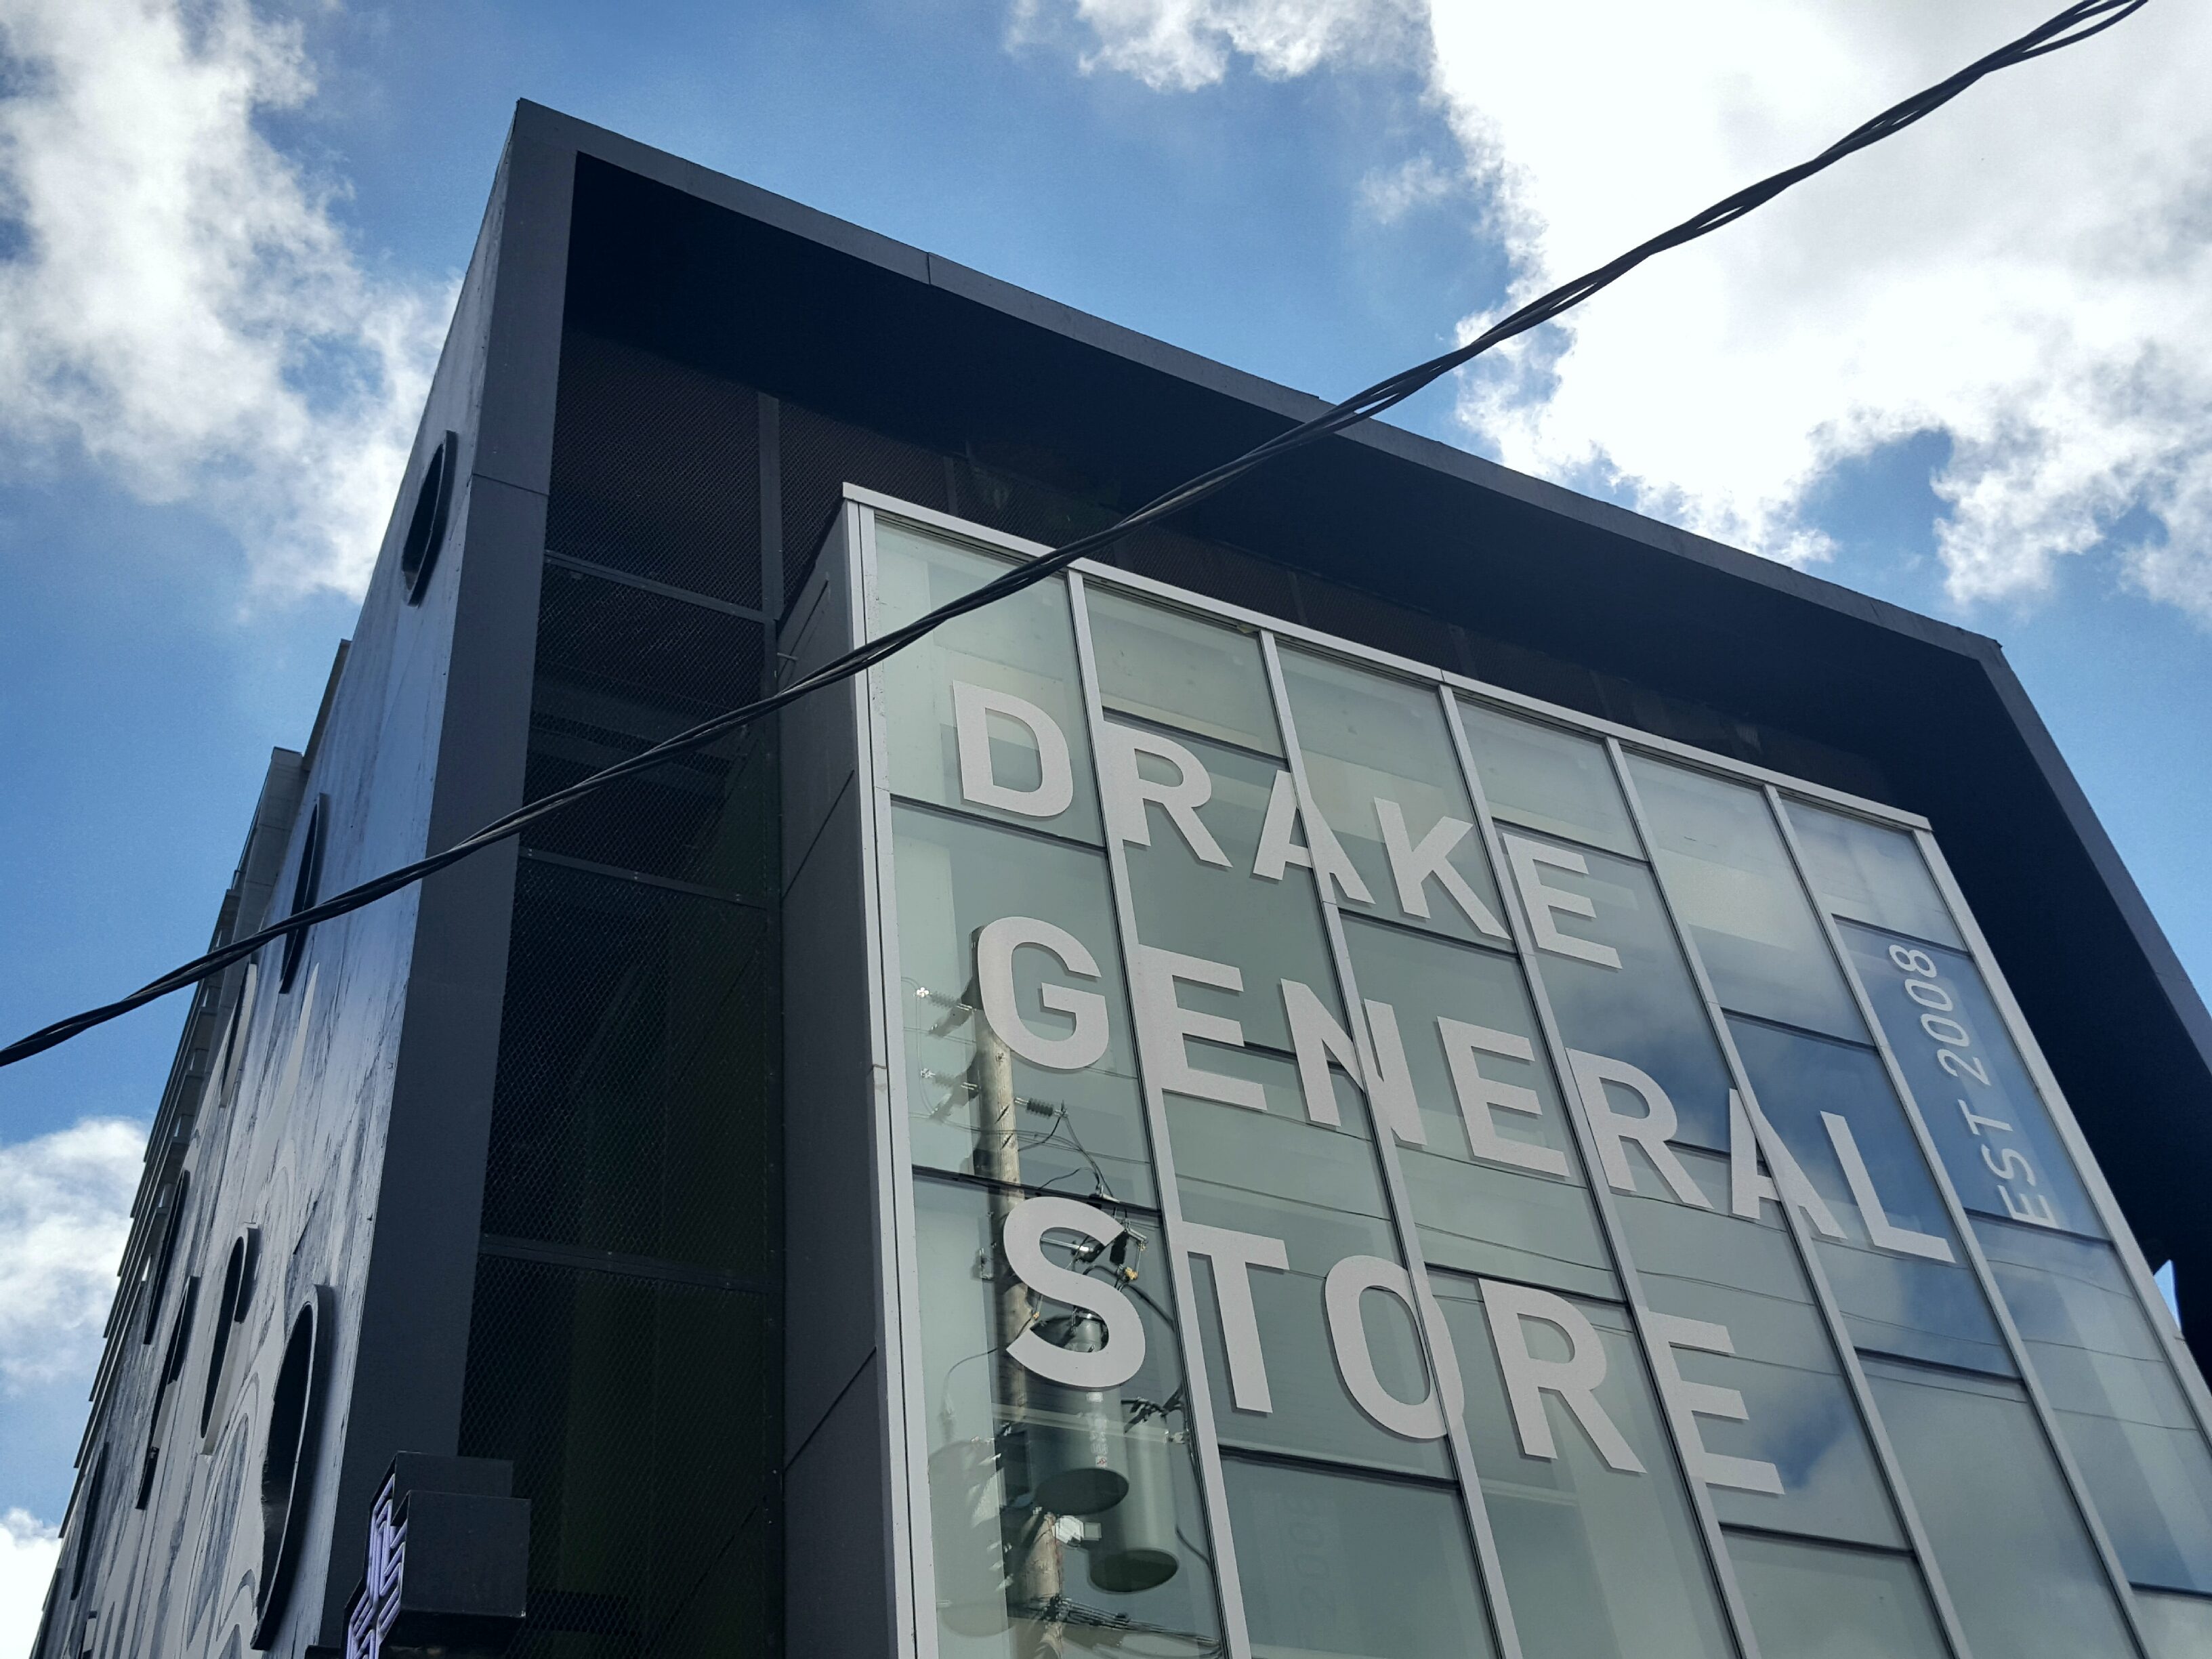 DRAKE
GENERAL
STORE
EST 2008